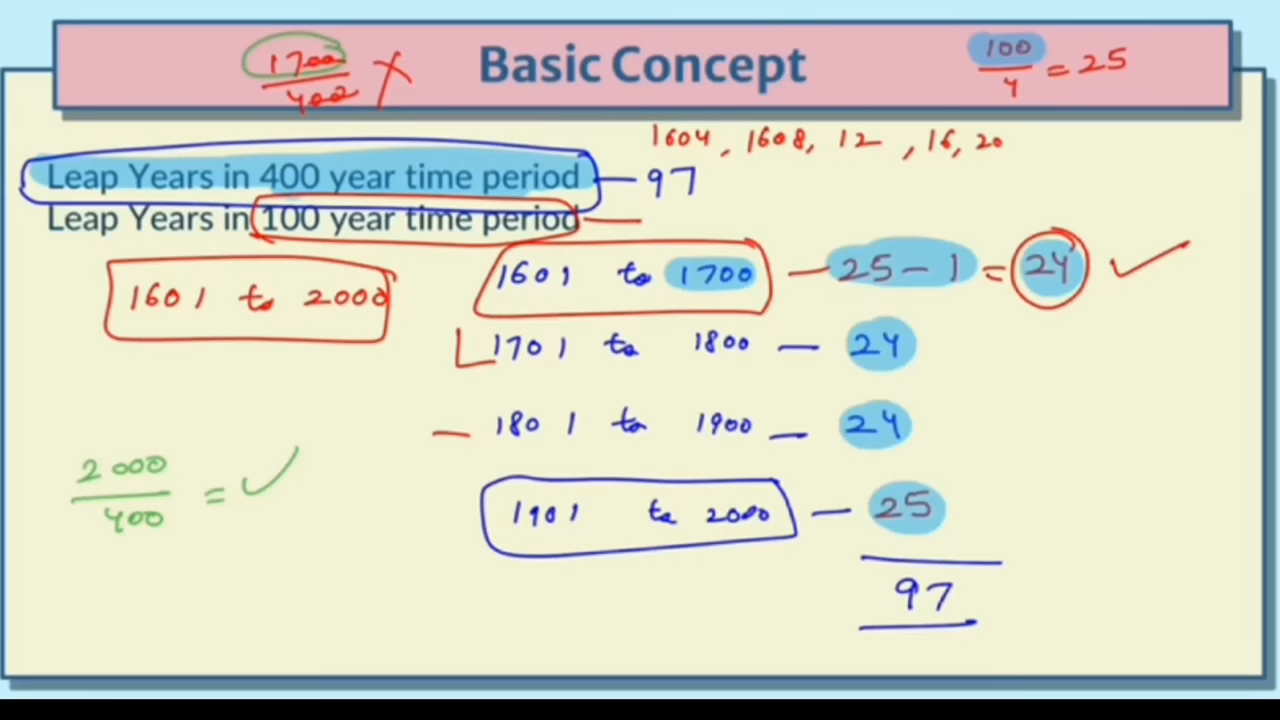 1700/400 ✗
Basic Concept
100/4 = 25
1604, 1608, 12, 16, 20
Leap Years in 400 year time period — 97
Leap Years in 100 year time period —
1601 to 2000
1601 to 1700 — 25 - 1 = 24 ✓
1701 to 1800 — 24
1801 to 1900 — 24
2000/400 = ✓
1901 to 2000 — 25
97